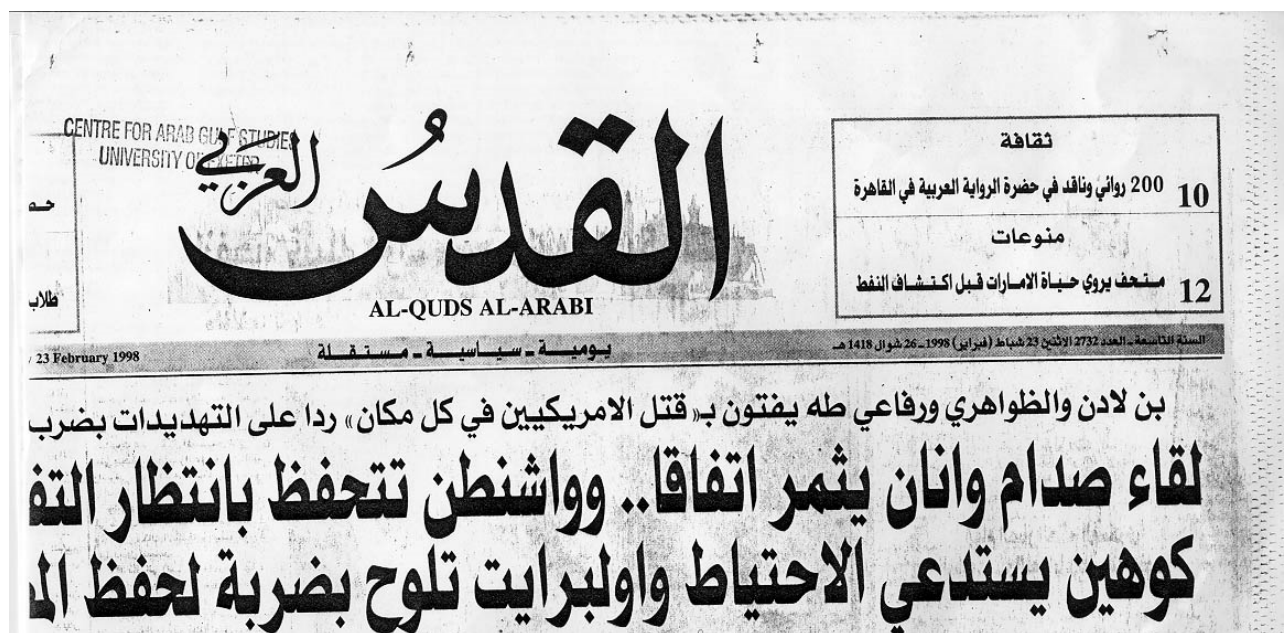 ثقافة
10 200 روائي وناقد في حضرة الرواية العربية في القاهرة
منوعات
12 متحف يروي حياة الامارات قبل اكتشاف النفط
القدس العربي
AL-QUDS AL-ARABI
CENTRE FOR ARAB GULF STUDIES
UNIVERSITY OF EXETER
طلاب
السنة التاسعة ـ العدد 2732 الاثنين 23 شباط (فبراير) 1998 ـ 26 شوال 1418 هـ
يومية ـ سياسية ـ مستقلة
23 February 1998
بن لادن والظواهري ورفاعي طه يفتون بـ« قتل الامريكيين في كل مكان» ردا على التهديدات بضرب
لقاء صدام وانان يثمر اتفاقا.. وواشنطن تتحفظ بانتظار
كوهين يستدعي الاحتياط واولبرايت تلوح بضربة لحفظ